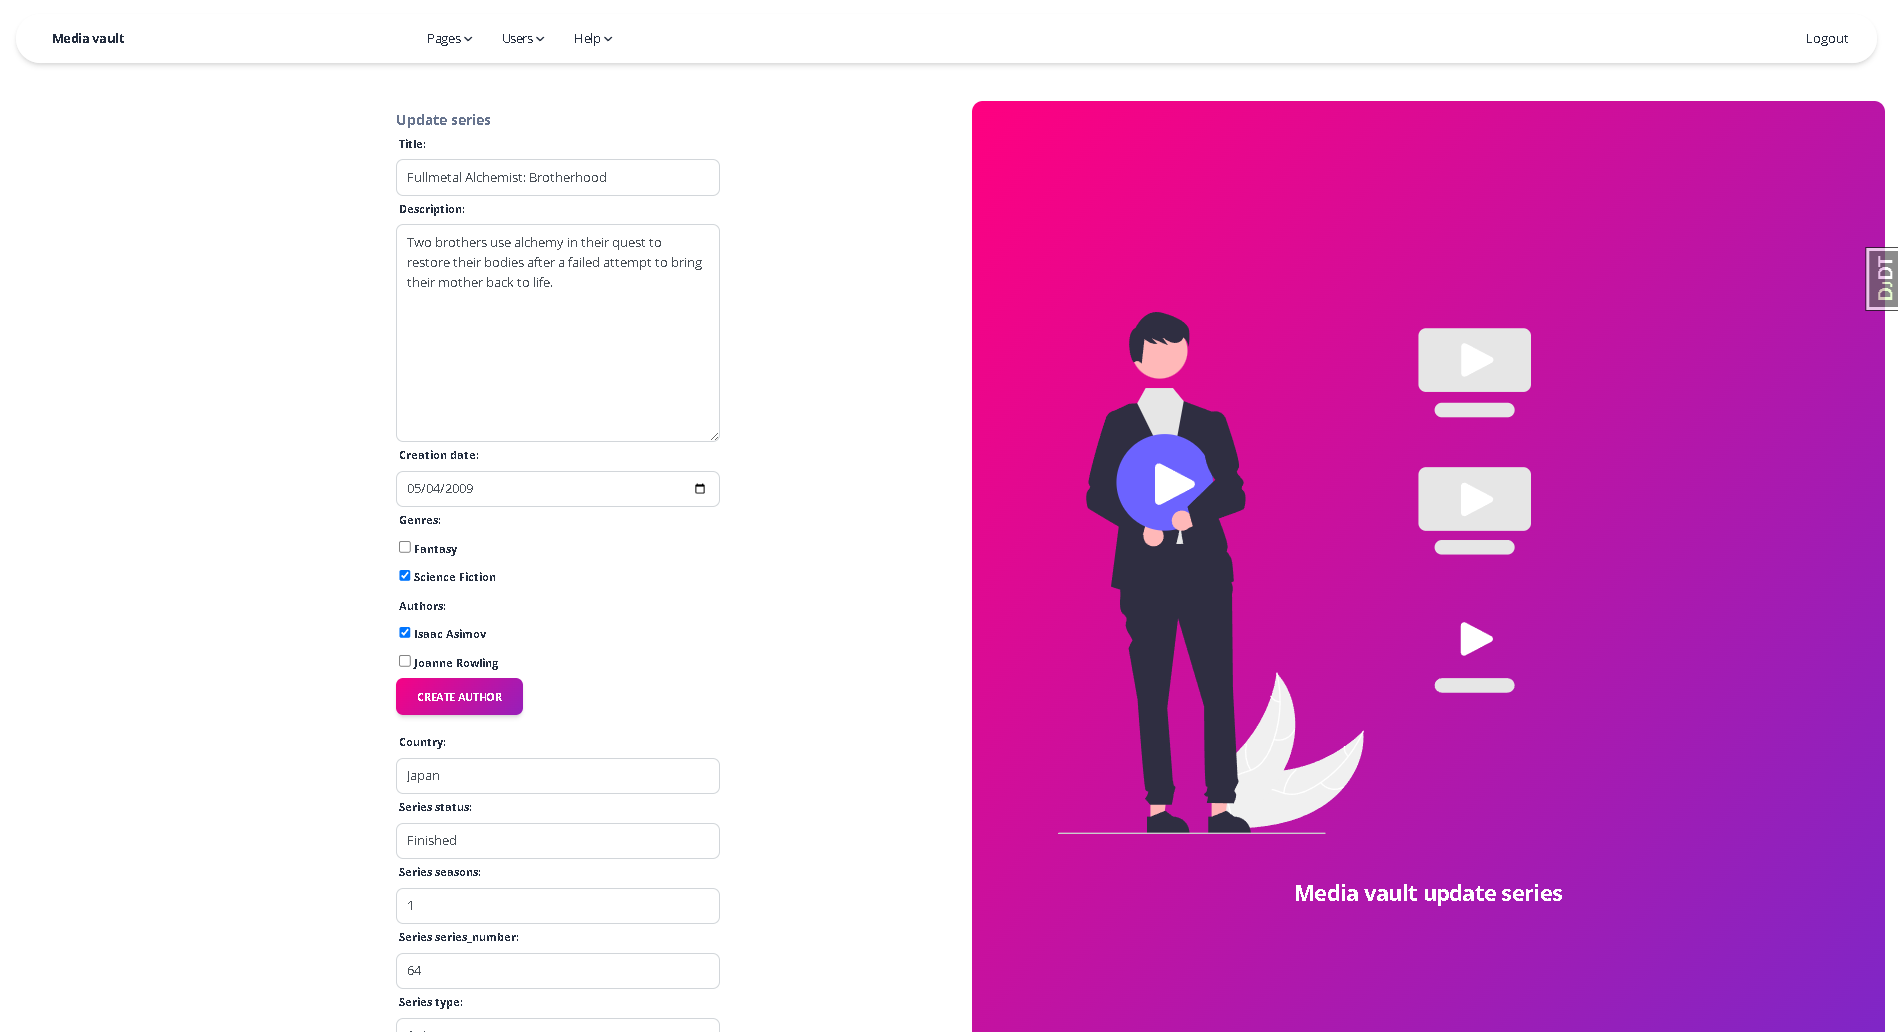 Media vault
Pages
Users
Help
Logout
Update series
Title:
Fullmetal Alchemist: Brotherhood
Description:
Two brothers use alchemy in their quest to
restore their bodies after a failed attempt to bring
their mother back to life.
Creation date:
05/04/2009
Genres:
Fantasy
Science Fiction
Authors:
Isaac Asimov
Joanne Rowling
CREATE AUTHOR
Country:
Japan
Series status:
Finished
Series seasons:
1
Series series_number:
64
Series type:
DJDT
Media vault update series